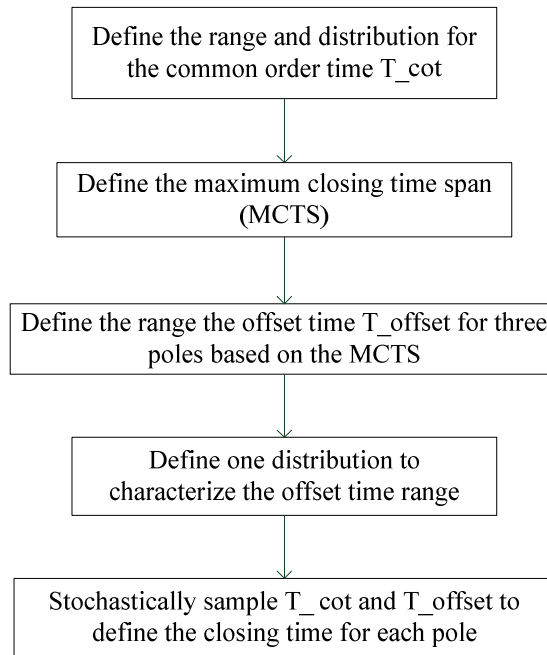 Define the range and distribution for
the common order time T_cot
Define the maximum closing time span
(MCTS)
Define the range the offset time T_offset for three
poles based on the MCTS
Define one distribution to
characterize the offset time range
Stochastically sample T_ cot and T_offset to
define the closing time for each pole